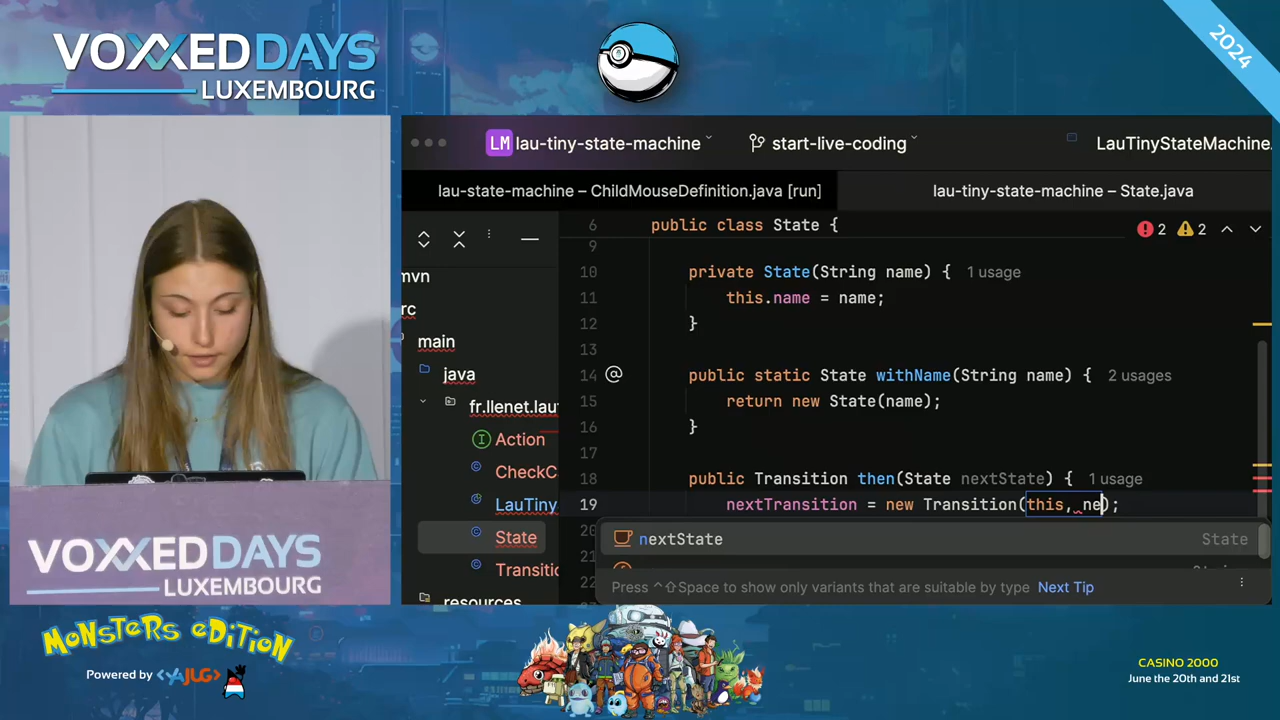 VOXXED DAYS
LUXEMBOURG
2024
LM lau-tiny-state-machine
start-live-coding
LauTinyStateMachine.
lau-state-machine – ChildMouseDefinition.java [run]
lau-tiny-state-machine – State.java
mvn
rc
main
java
fr.llenet.lau
Action
CheckC
LauTiny
State
Transitio
resources
6 public class State {
2 2
9
10 private State(String name) { 1 usage
11 this.name = name;
12 }
13
14 @ public static State withName(String name) { 2 usages
15 return new State(name);
16 }
17
18 public Transition then(State nextState) { 1 usage
19 nextTransition = new Transition(this, ne);
20
22
nextState State
Press ⌃⇧Space to show only variants that are suitable by type Next Tip
VOXXED DAYS
LUXEMBOURG
MONSTERS EDITION
Powered by <YAJUG>
CASINO 2000
June the 20th and 21st